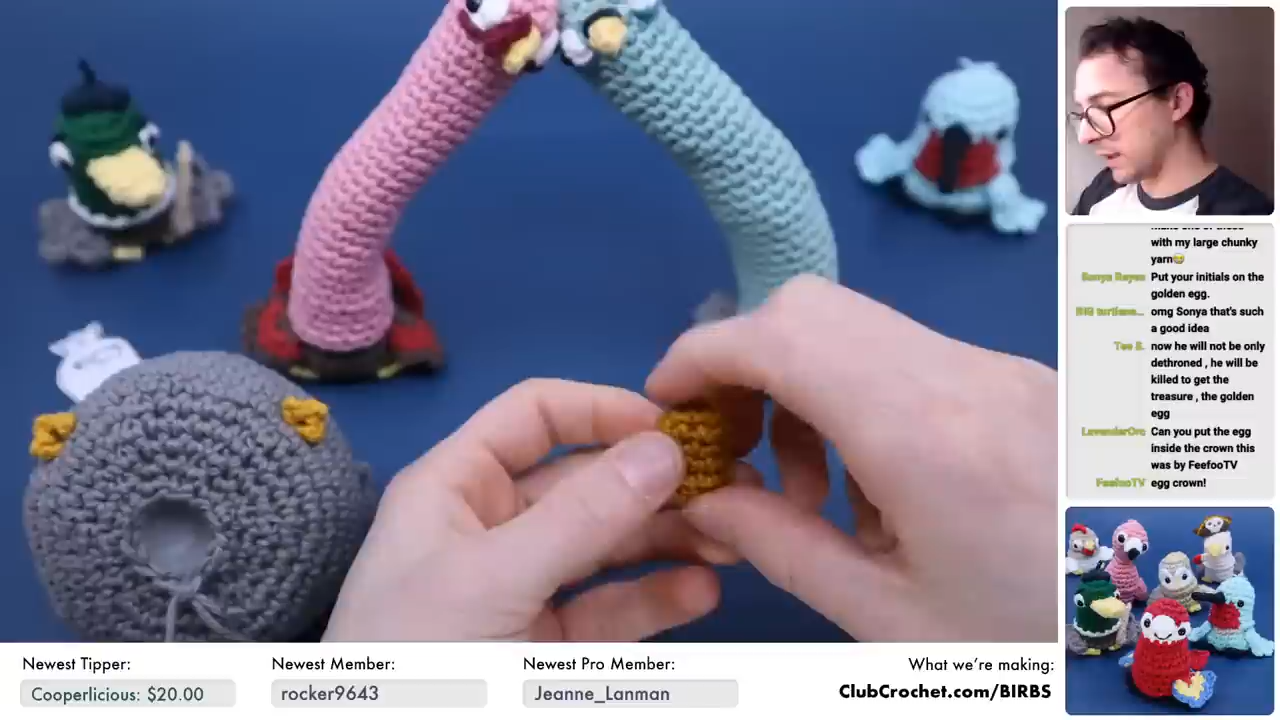 with my large chunky
yarn😅
Sonya Reyes Put your initials on the
golden egg.
omg Sonya that's such
a good idea
Tee S. now he will not be only
dethroned , he will be
killed to get the
treasure , the golden
egg
LavenderOrc Can you put the egg
inside the crown this
was by FeefooTV
FeefooTV egg crown!
Newest Tipper:
Cooperlicious: $20.00
Newest Member:
rocker9643
Newest Pro Member:
Jeanne_Lanman
What we're making:
ClubCrochet.com/BIRBS